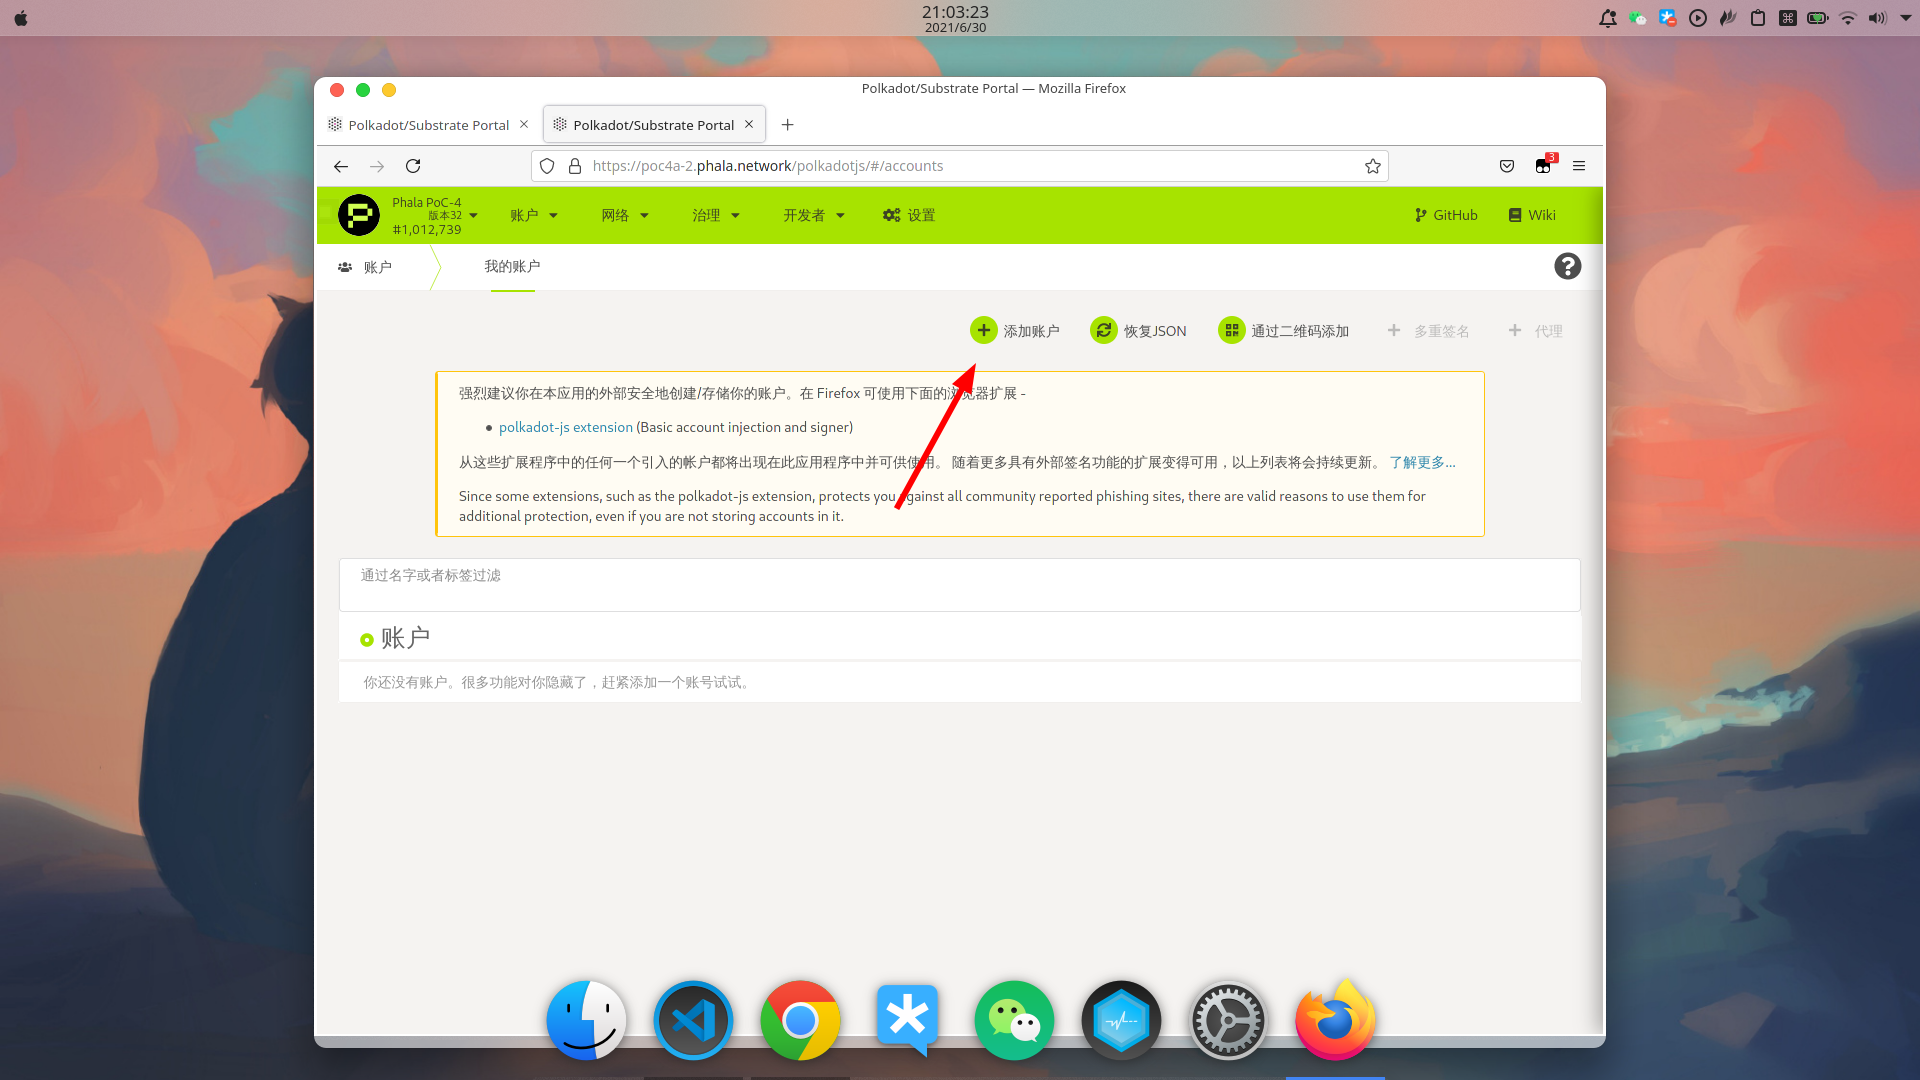 21:03:23
2021/6/30
Polkadot/Substrate Portal — Mozilla Firefox
Polkadot/Substrate Portal
Polkadot/Substrate Portal
https://poc4a-2.phala.network/polkadotjs/#/accounts
3
Phala PoC-4
版本32
#1,012,739
账户
网络
治理
开发者
设置
GitHub
Wiki
账户
我的账户
添加账户
恢复JSON
通过二维码添加
多重签名
代理
强烈建议你在本应用的外部安全地创建/存储你的账户。在 Firefox 可使用下面的浏览器扩展 -
polkadot-js extension (Basic account injection and signer)
从这些扩展程序中的任何一个引入的帐户都将出现在此应用程序中并可供使用。 随着更多具有外部签名功能的扩展变得可用，以上列表将会持续更新。 了解更多...
Since some extensions, such as the polkadot-js extension, protects you against all community reported phishing sites, there are valid reasons to use them for
additional protection, even if you are not storing accounts in it.
通过名字或者标签过滤
账户
你还没有账户。很多功能对你隐藏了，赶紧添加一个账号试试。